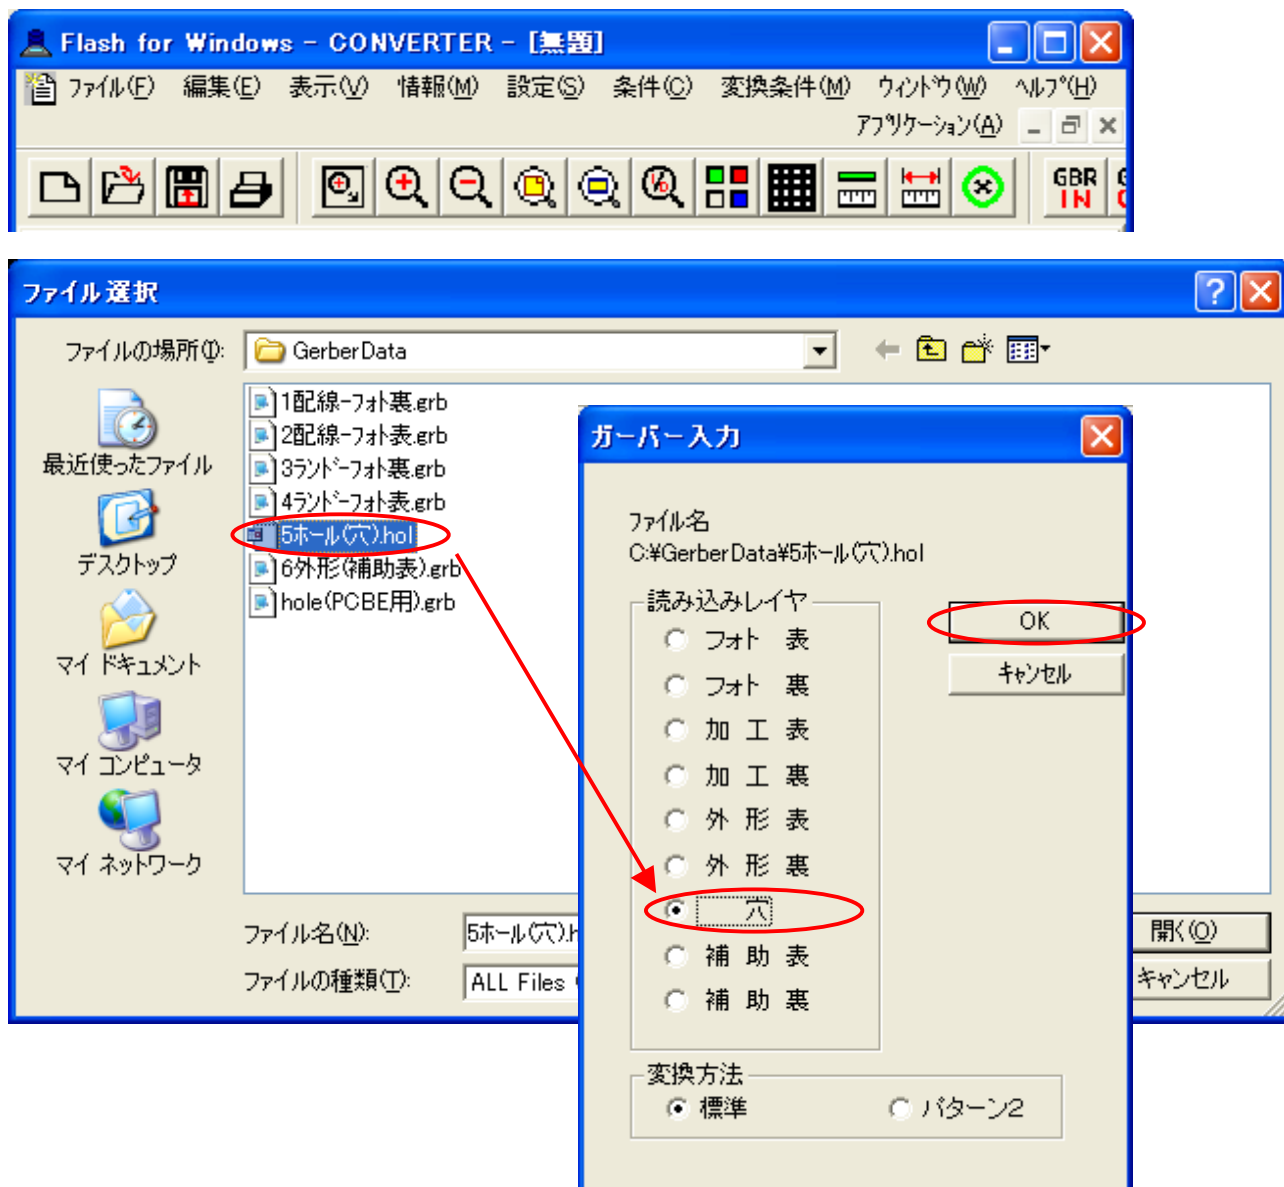 Flash for Windows - CONVERTER - [無題]
ファイル(F) 編集(E) 表示(V) 情報(M) 設定(S) 条件(C) 変換条件(M) ウィンドウ(W) ヘルプ(H)
アプリケーション(A)
GBR
IN
ファイル選択
ファイルの場所(I):
GerberData
1配線-フォト裏.grb
2配線-フォト表.grb
3ランド-フォト裏.grb
4ランド-フォト表.grb
5ホール(穴).hol
6外形(補助表).grb
hole(PCBE用).grb
最近使ったファイル
デスクトップ
マイ ドキュメント
マイ コンピュータ
マイ ネットワーク
ファイル名(N):
5ホール(穴).h
ファイルの種類(T):
ALL Files
開く(O)
キャンセル
ガーバー入力
ファイル名
C:¥GerberData¥5ホール(穴).hol
読み込みレイヤ
フォト 表
フォト 裏
加 工 表
加 工 裏
外 形 表
外 形 裏
穴
補 助 表
補 助 裏
OK
キャンセル
変換方法
標準
パターン2